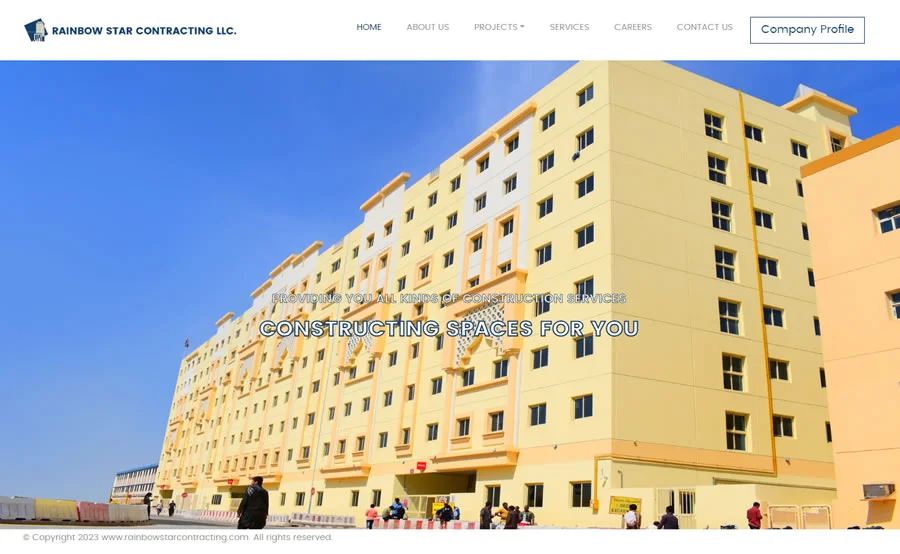 RAINBOW STAR CONTRACTING LLC.
HOME ABOUT US PROJECTS SERVICES CAREERS CONTACT US Company Profile
PROVIDING YOU ALL KINDS OF CONSTRUCTION SERVICES
CONSTRUCTING SPACES FOR YOU
© Copyright 2023 www.rainbowstarcontracting.com. All rights reserved.